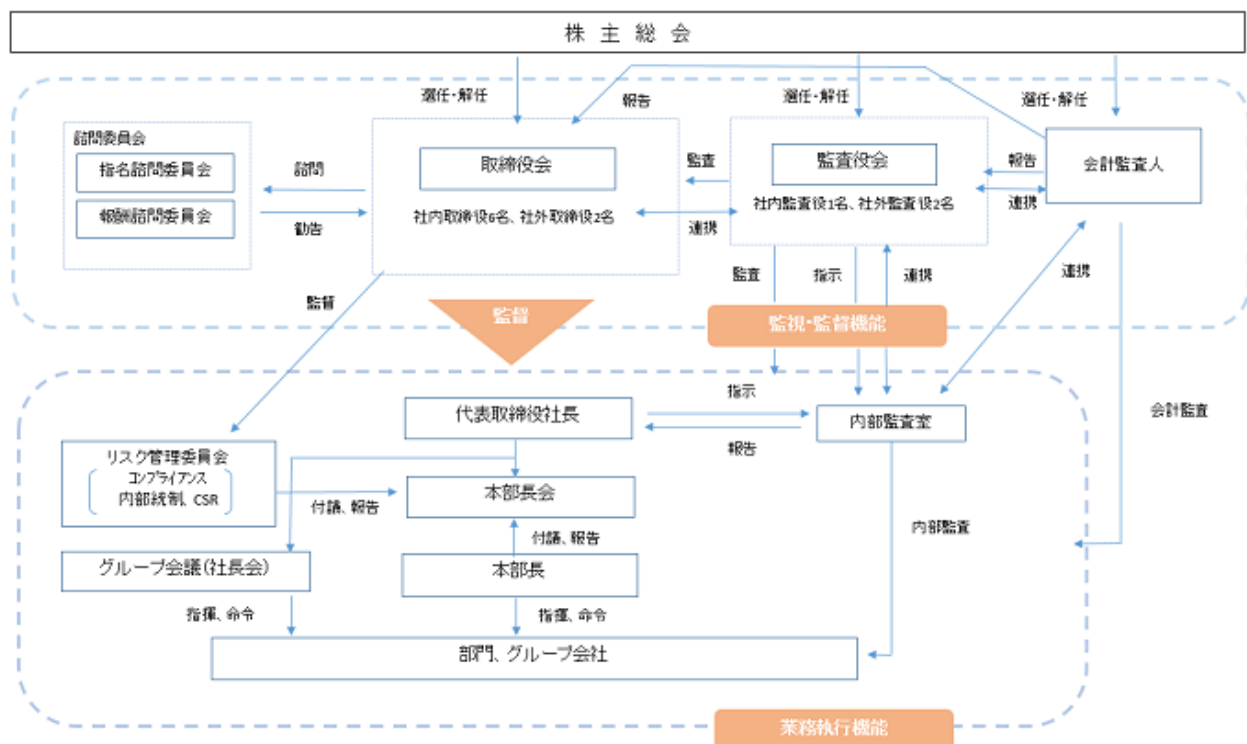 株 主 総 会
選任・解任
報告
選任・解任
選任・解任
諮問委員会
指名諮問委員会
報酬諮問委員会
諮問
勧告
取締役会
社内取締役6名、社外取締役2名
監査
連携
監査役会
社内監査役1名、社外監査役2名
報告
連携
会計監査人
監督
監督
監査
指示
連携
連携
監視・監督機能
代表取締役社長
指示
報告
内部監査室
会計監査
リスク管理委員会
コンプライアンス
内部統制、CSR
付議、報告
本部長会
付議、報告
内部監査
グループ会議(社長会)
本部長
指揮、命令
指揮、命令
部門、グループ会社
業務執行機能